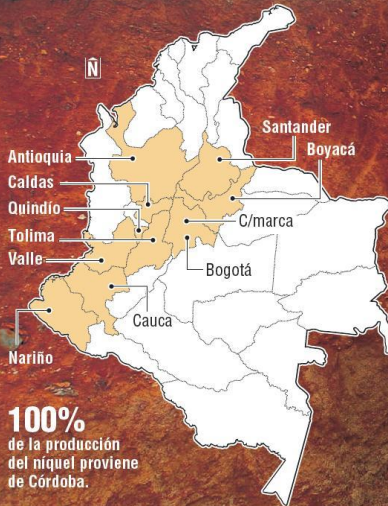 N
Santander
Boyacá
Antioquia
Caldas
Quindío
C/marca
Tolima
Valle
Bogotá
Cauca
Nariño
100%
de la producción
del níquel proviene
de Córdoba.